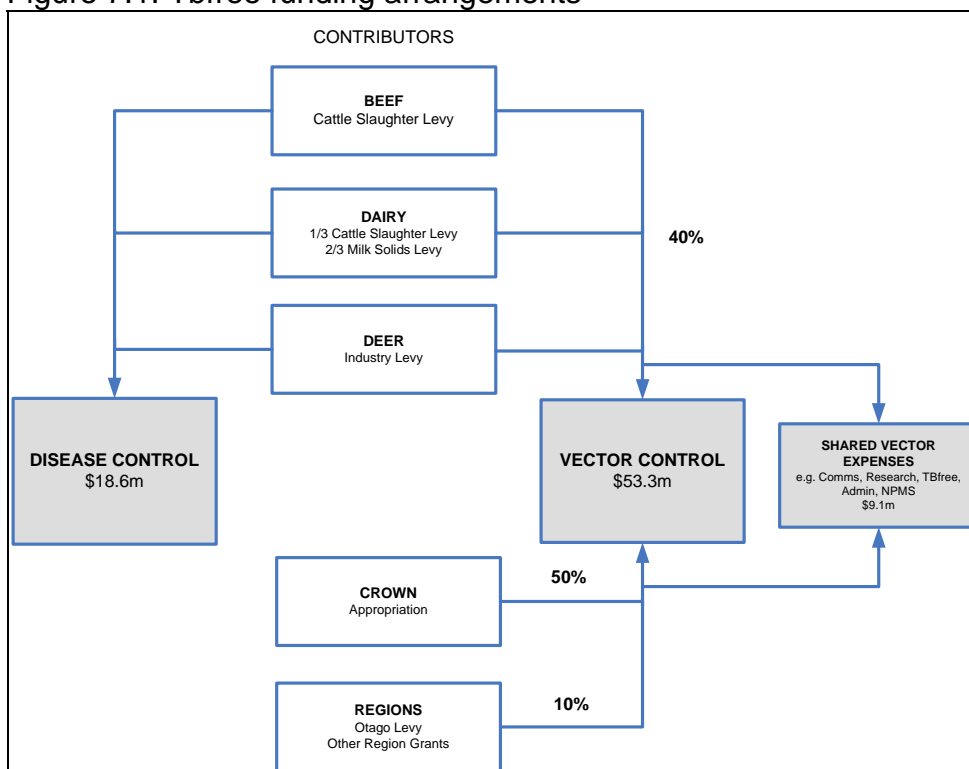 Figure 7.1: Tbfree funding arrangements
CONTRIBUTORS
BEEF
Cattle Slaughter Levy
DAIRY
1/3 Cattle Slaughter Levy
2/3 Milk Solids Levy
40%
DEER
Industry Levy
DISEASE CONTROL
$18.6m
VECTOR CONTROL
$53.3m
SHARED VECTOR
EXPENSES
e.g. Comms, Research, TBfree,
Admin, NPMS
$9.1m
50%
CROWN
Appropriation
10%
REGIONS
Otago Levy
Other Region Grants